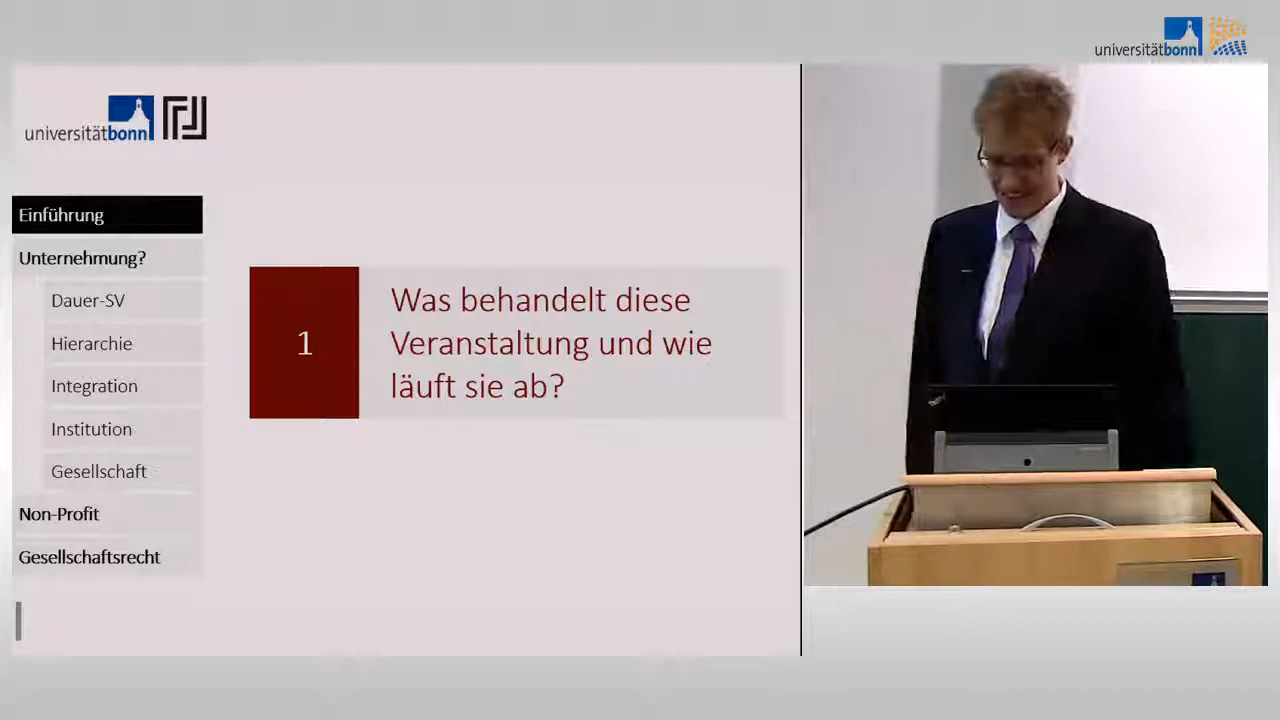 universitätbonn
universitätbonn
Einführung
Unternehmung?
Dauer-SV
Hierarchie
Integration
Institution
Gesellschaft
Non-Profit
Gesellschaftsrecht
1
Was behandelt diese
Veranstaltung und wie
läuft sie ab?